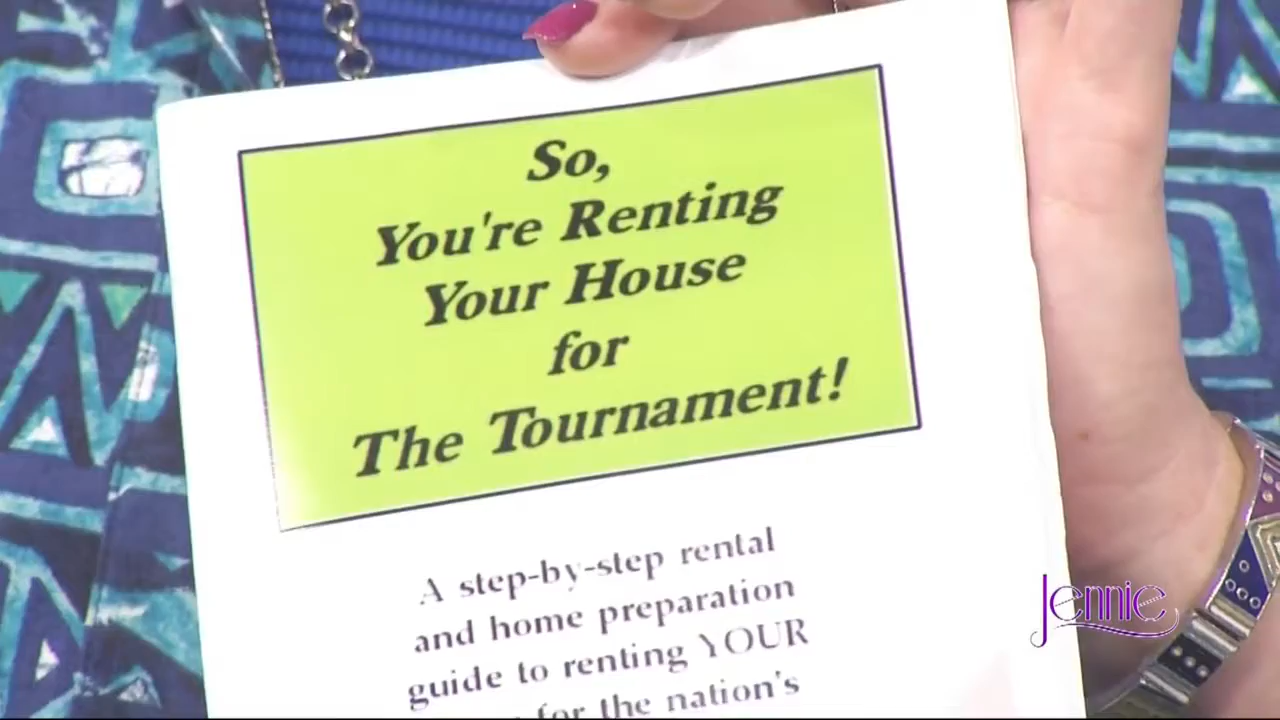 So,
You're Renting
Your House
for
The Tournament!
A step-by-step rental
and home preparation
guide to renting YOUR
for the nation's
Jennie